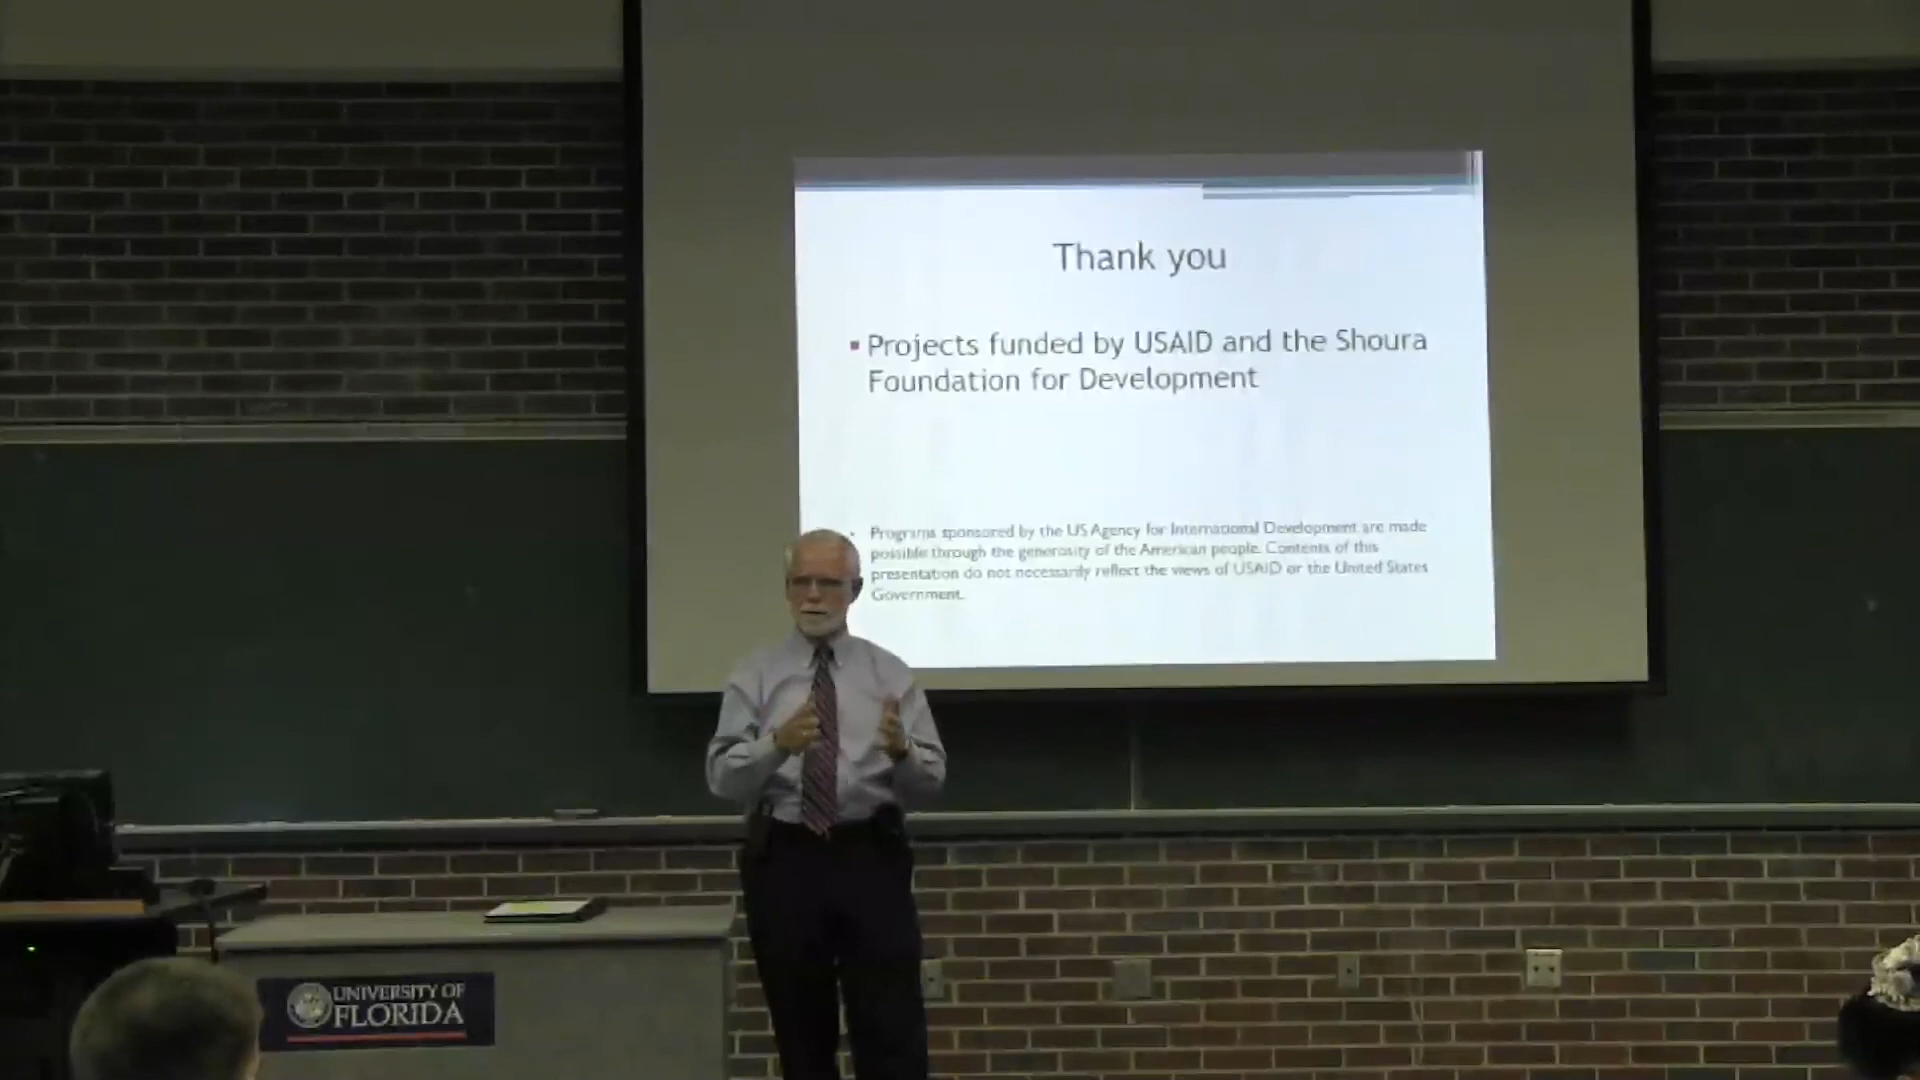 Thank you
Projects funded by USAID and the Shoura
Foundation for Development
Programs sponsored by the US Agency for International Development are made
possible through the generosity of the American people. Contents of this
presentation do not necessarily reflect the views of USAID or the United States
Government.
UNIVERSITY OF
FLORIDA